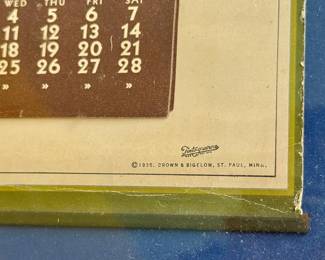 WED THU FRI SAT
4 5 6 7
11 12 13 14
18 19 20 21
25 26 27 28
» » » »
© 1935, BROWN & BIGELOW, ST. PAUL, MINN.